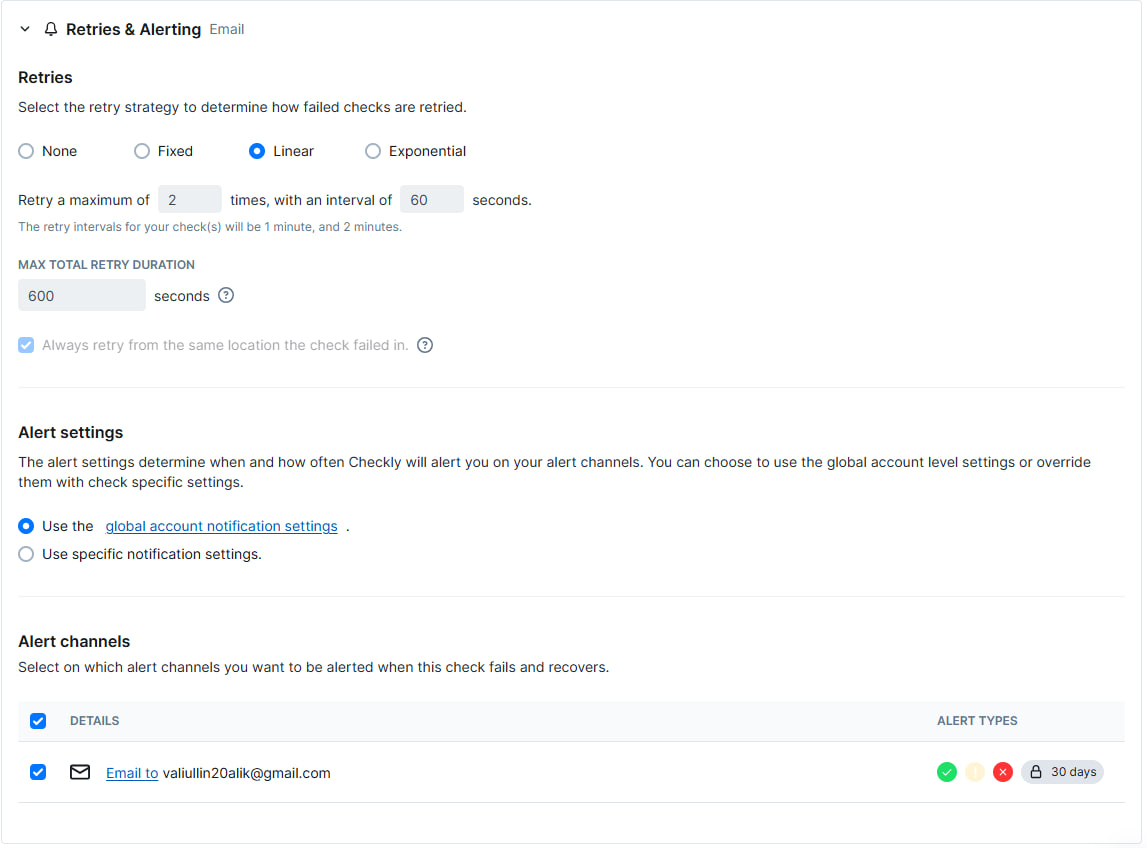 Retries & Alerting Email
Retries
Select the retry strategy to determine how failed checks are retried.
None Fixed Linear Exponential
Retry a maximum of 2 times, with an interval of 60 seconds.
The retry intervals for your check(s) will be 1 minute, and 2 minutes.
MAX TOTAL RETRY DURATION
600 seconds ?
Always retry from the same location the check failed in. ?
Alert settings
The alert settings determine when and how often Checkly will alert you on your alert channels. You can choose to use the global account level settings or override
them with check specific settings.
Use the global account notification settings .
Use specific notification settings.
Alert channels
Select on which alert channels you want to be alerted when this check fails and recovers.
DETAILS ALERT TYPES
Email to valiullin20alik@gmail.com ! 30 days